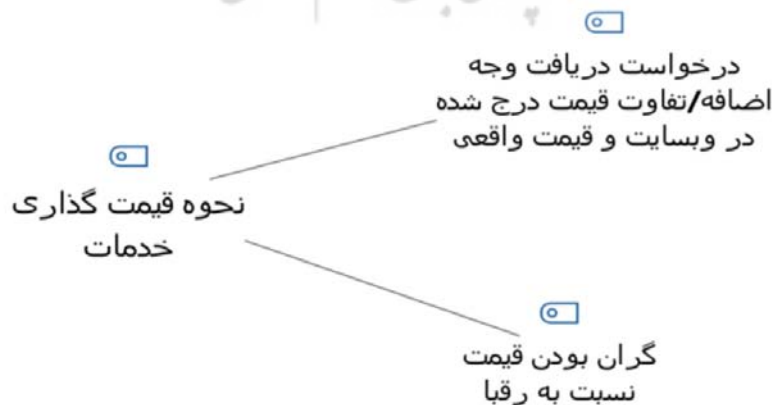 درخواست دریافت وجه
اضافه/تفاوت قیمت درج شده
در وبسایت و قیمت واقعی
نحوه قیمت گذاری
خدمات
گران بودن قیمت
نسبت به رقبا